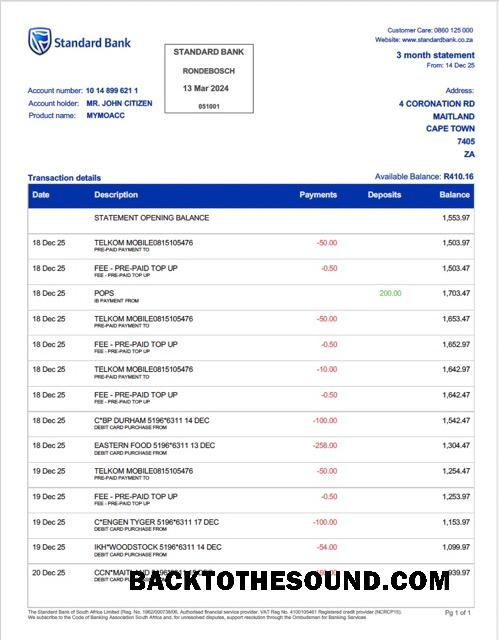 Standard Bank
Customer Care: 0860 125 000
Website: www.standardbank.co.za
STANDARD BANK
RONDEBOSCH
13 Mar 2024
051001
3 month statement
From: 14 Dec 25
Account number: 10 14 899 621 1
Account holder: MR. JOHN CITIZEN
Product name: MYMOACC
Address:
4 CORONATION RD
MAITLAND
CAPE TOWN
7405
ZA
Transaction details
Available Balance: R410.16
Date Description Payments Deposits Balance
STATEMENT OPENING BALANCE 1,553.97
18 Dec 25 TELKOM MOBILE0815105476 -50.00 1,503.97
PRE-PAID PAYMENT TO
18 Dec 25 FEE - PRE-PAID TOP UP -0.50 1,503.47
FEE - PRE-PAID TOP UP
18 Dec 25 POPS 200.00 1,703.47
IB PAYMENT FROM
18 Dec 25 TELKOM MOBILE0815105476 -50.00 1,653.47
PRE-PAID PAYMENT TO
18 Dec 25 FEE - PRE-PAID TOP UP -0.50 1,652.97
FEE - PRE-PAID TOP UP
18 Dec 25 TELKOM MOBILE0815105476 -10.00 1,642.97
PRE-PAID PAYMENT TO
18 Dec 25 FEE - PRE-PAID TOP UP -0.50 1,642.47
FEE - PRE-PAID TOP UP
18 Dec 25 C*BP DURHAM 5196*6311 14 DEC -100.00 1,542.47
DEBIT CARD PURCHASE FROM
18 Dec 25 EASTERN FOOD 5196*6311 13 DEC -258.00 1,304.47
DEBIT CARD PURCHASE FROM
19 Dec 25 TELKOM MOBILE0815105476 -50.00 1,254.47
PRE-PAID PAYMENT TO
19 Dec 25 FEE - PRE-PAID TOP UP -0.50 1,253.97
FEE - PRE-PAID TOP UP
19 Dec 25 C*ENGEN TYGER 5196*6311 17 DEC -100.00 1,153.97
DEBIT CARD PURCHASE FROM
19 Dec 25 IKH*WOODSTOCK 5196*6311 14 DEC -54.00 1,099.97
DEBIT CARD PURCHASE FROM
20 Dec 25 CCN*MAITLAND 939.97
DEBIT CARD
BACKTOTHESOUND.COM
The Standard Bank of South Africa Limited (Reg. No. 1962/000738/06. Authorised financial service provider. VAT Reg No. 4100105461 Registered credit provider (NCRCP15).
We subscribe to the Code of Banking Association South Africa and, for unresolved disputes, support resolution through the Ombudsman for Banking Services
Pg 1 of 1